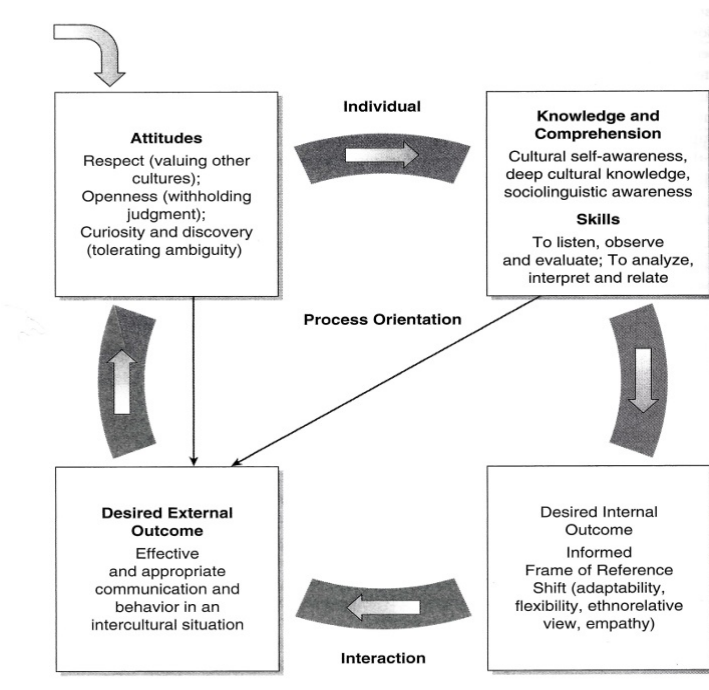 Individual
Attitudes
Respect (valuing other
cultures);
Openness (withholding
judgment);
Curiosity and discovery
(tolerating ambiguity)
Knowledge and
Comprehension
Cultural self-awareness,
deep cultural knowledge,
sociolinguistic awareness
Skills
To listen, observe
and evaluate; To analyze,
interpret and relate
Process Orientation
Desired External
Outcome
Effective
and appropriate
communication and
behavior in an
intercultural situation
Desired Internal
Outcome
Informed
Frame of Reference
Shift (adaptability,
flexibility, ethnorelative
view, empathy)
Interaction